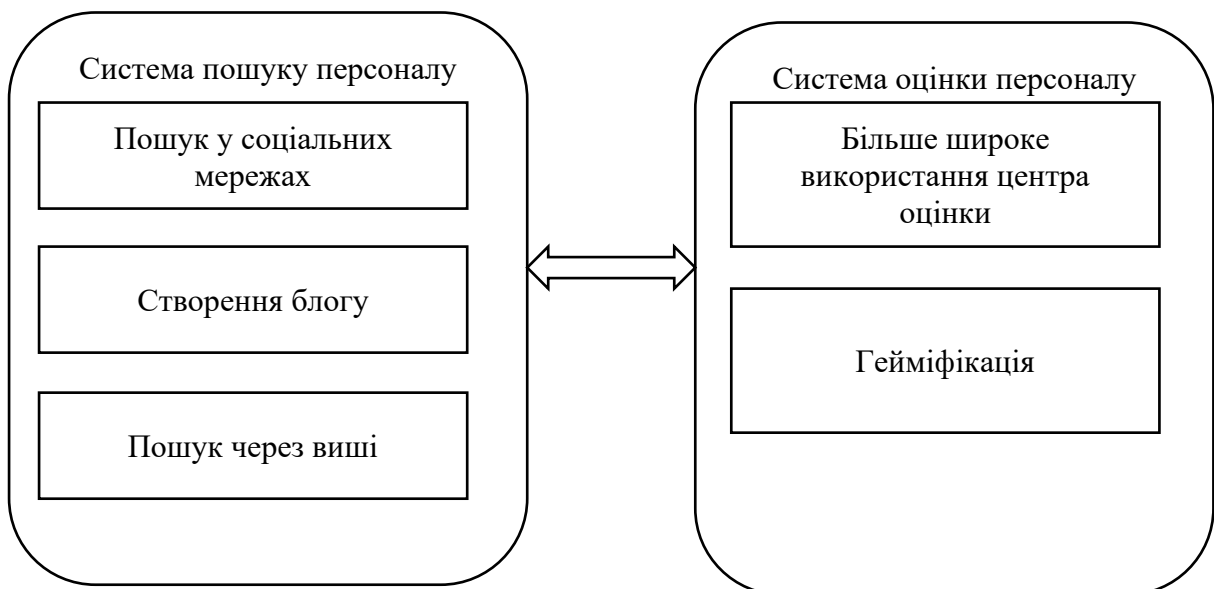 Система пошуку персоналу
Пошук у соціальних
мережах
Створення блогу
Пошук через виші
Система оцінки персоналу
Більше широке
використання центра
оцінки
Гейміфікація